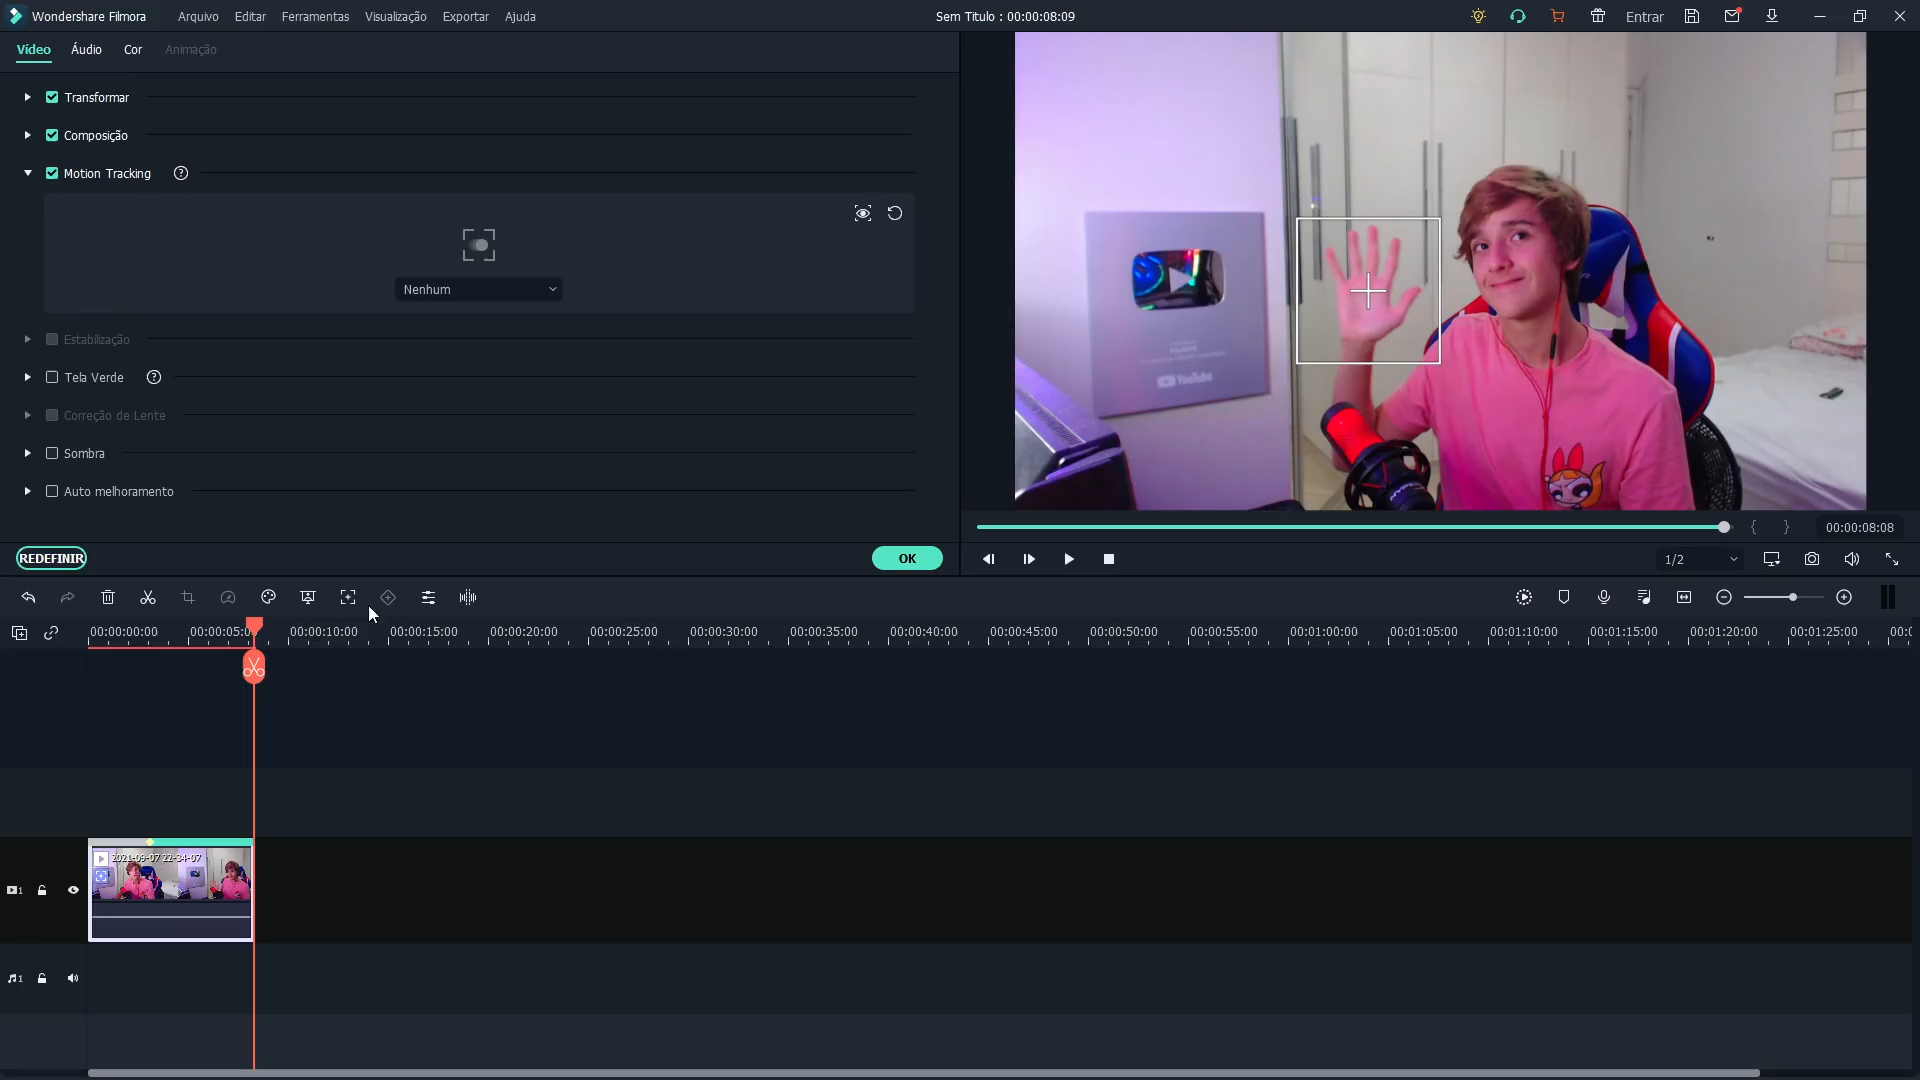 Wondershare Filmora
Arquivo Editar Ferramentas Visualização Exportar Ajuda
Sem Titulo : 00:00:08:09
Entrar
Vídeo Áudio Cor Animação
Transformar
Composição
Motion Tracking
Nenhum
Estabilização
Tela Verde
Correção de Lente
Sombra
Auto melhoramento
REDEFINIR OK
YouTube
{ } 00:00:08:08
1/2
00:00:00:00 00:00:05:00 00:00:10:00 00:00:15:00 00:00:20:00 00:00:25:00 00:00:30:00 00:00:35:00 00:00:40:00 00:00:45:00 00:00:50:00 00:00:55:00 00:01:00:00 00:01:05:00 00:01:10:00 00:01:15:00 00:01:20:00 00:01:25:00
2021-09-07 22-34-07
1
1